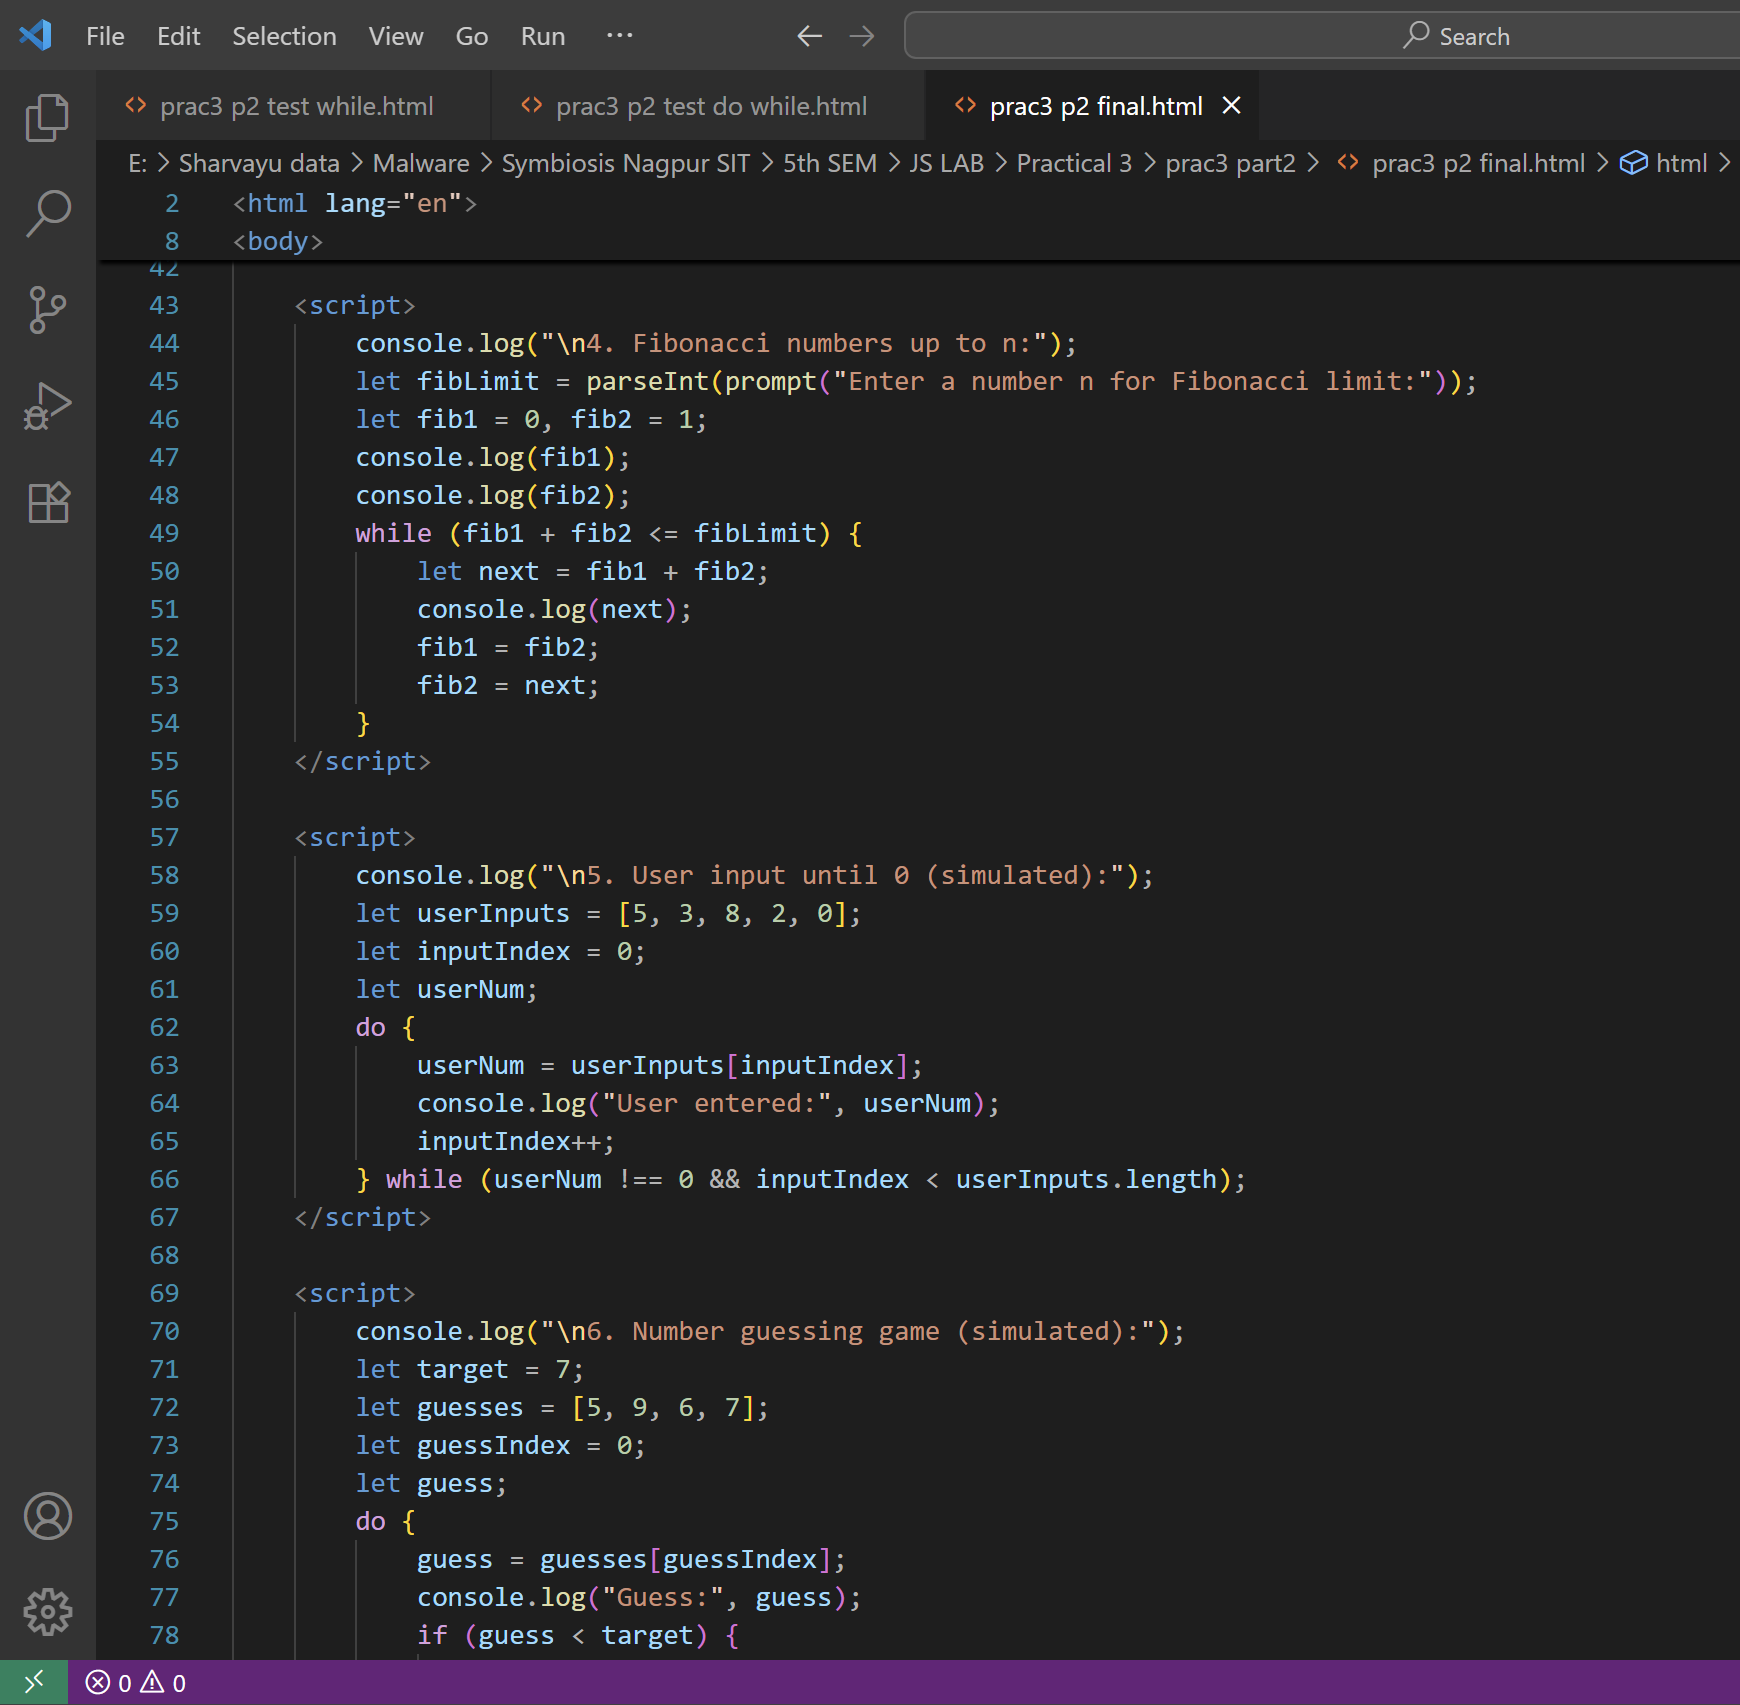 File Edit Selection View Go Run ··· Search
prac3 p2 test while.html prac3 p2 test do while.html prac3 p2 final.html
E: > Sharvayu data > Malware > Symbiosis Nagpur SIT > 5th SEM > JS LAB > Practical 3 > prac3 part2 > <> prac3 p2 final.html > html >
2 <html lang="en">
8 <body>
42
43 <script>
44 console.log("\n4. Fibonacci numbers up to n:");
45 let fibLimit = parseInt(prompt("Enter a number n for Fibonacci limit:"));
46 let fib1 = 0, fib2 = 1;
47 console.log(fib1);
48 console.log(fib2);
49 while (fib1 + fib2 <= fibLimit) {
50 let next = fib1 + fib2;
51 console.log(next);
52 fib1 = fib2;
53 fib2 = next;
54 }
55 </script>
56
57 <script>
58 console.log("\n5. User input until 0 (simulated):");
59 let userInputs = [5, 3, 8, 2, 0];
60 let inputIndex = 0;
61 let userNum;
62 do {
63 userNum = userInputs[inputIndex];
64 console.log("User entered:", userNum);
65 inputIndex++;
66 } while (userNum !== 0 && inputIndex < userInputs.length);
67 </script>
68
69 <script>
70 console.log("\n6. Number guessing game (simulated):");
71 let target = 7;
72 let guesses = [5, 9, 6, 7];
73 let guessIndex = 0;
74 let guess;
75 do {
76 guess = guesses[guessIndex];
77 console.log("Guess:", guess);
78 if (guess < target) {
0 0